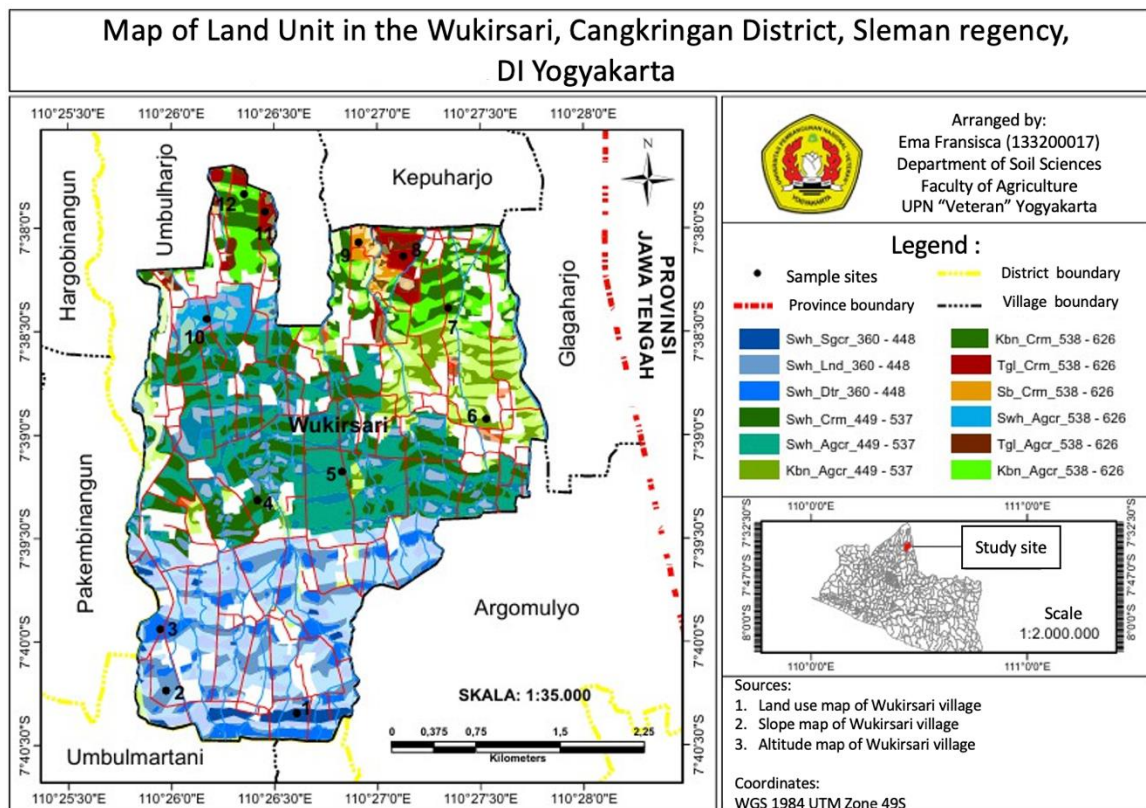 Map of Land Unit in the Wukirsari, Cangkringan District, Sleman regency,
DI Yogyakarta
110°25'30"E 110°26'0"E 110°26'30"E 110°27'0"E 110°27'30"E 110°28'0"E
7°38'0"S
7°38'30"S
7°39'0"S
7°39'30"S
7°40'0"S
7°40'30"S
Hargobinangun
Umbulharjo
Kepuharjo
N
PROVINSI
JAWA TENGAH
Glagaharjo
Pakembinangun
Wukirsari
Argomulyo
Umbulmartani
12
11
9
8
7
10
6
5
4
3
2
1
SKALA: 1:35.000
0 0,375 0,75 1,5 2,25
Kilometers
7°38'0"S
7°38'30"S
7°39'0"S
7°39'30"S
7°40'0"S
7°40'30"S
110°25'30"E 110°26'0"E 110°26'30"E 110°27'0"E 110°27'30"E 110°28'0"E
YOGYAKARTA
Arranged by:
Ema Fransisca (133200017)
Department of Soil Sciences
Faculty of Agriculture
UPN “Veteran” Yogyakarta
Legend :
Sample sites
District boundary
Province boundary
Village boundary
Swh_Sgcr_360 - 448
Swh_Lnd_360 - 448
Swh_Dtr_360 - 448
Swh_Crm_449 - 537
Swh_Agcr_449 - 537
Kbn_Agcr_449 - 537
Kbn_Crm_538 - 626
Tgl_Crm_538 - 626
Sb_Crm_538 - 626
Swh_Agcr_538 - 626
Tgl_Agcr_538 - 626
Kbn_Agcr_538 - 626
110°0'0"E 111°0'0"E
7°32'30"S
7°47'0"S
8°0'0"S
Study site
Scale
1:2.000.000
7°32'30"S
7°47'0"S
8°0'0"S
110°0'0"E 111°0'0"E
Sources:
1. Land use map of Wukirsari village
2. Slope map of Wukirsari village
3. Altitude map of Wukirsari village
Coordinates:
WGS 1984 UTM Zone 49S